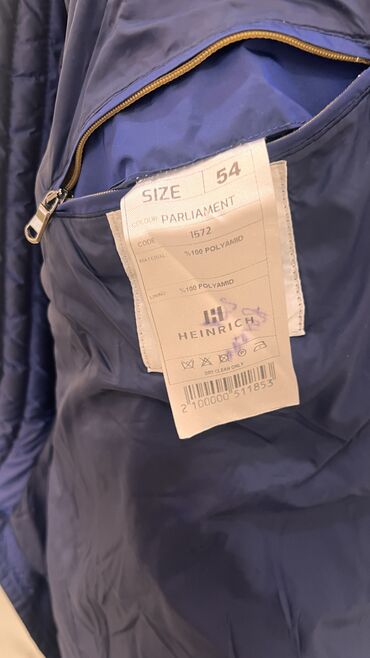 SIZE 54
COLOUR PARLIAMENT
CODE 1572
MATERIAL %100 POLYAMID
LINING %100 POLYAMID
HEINRICH
DRY CLEAN ONLY
2 100000 511853